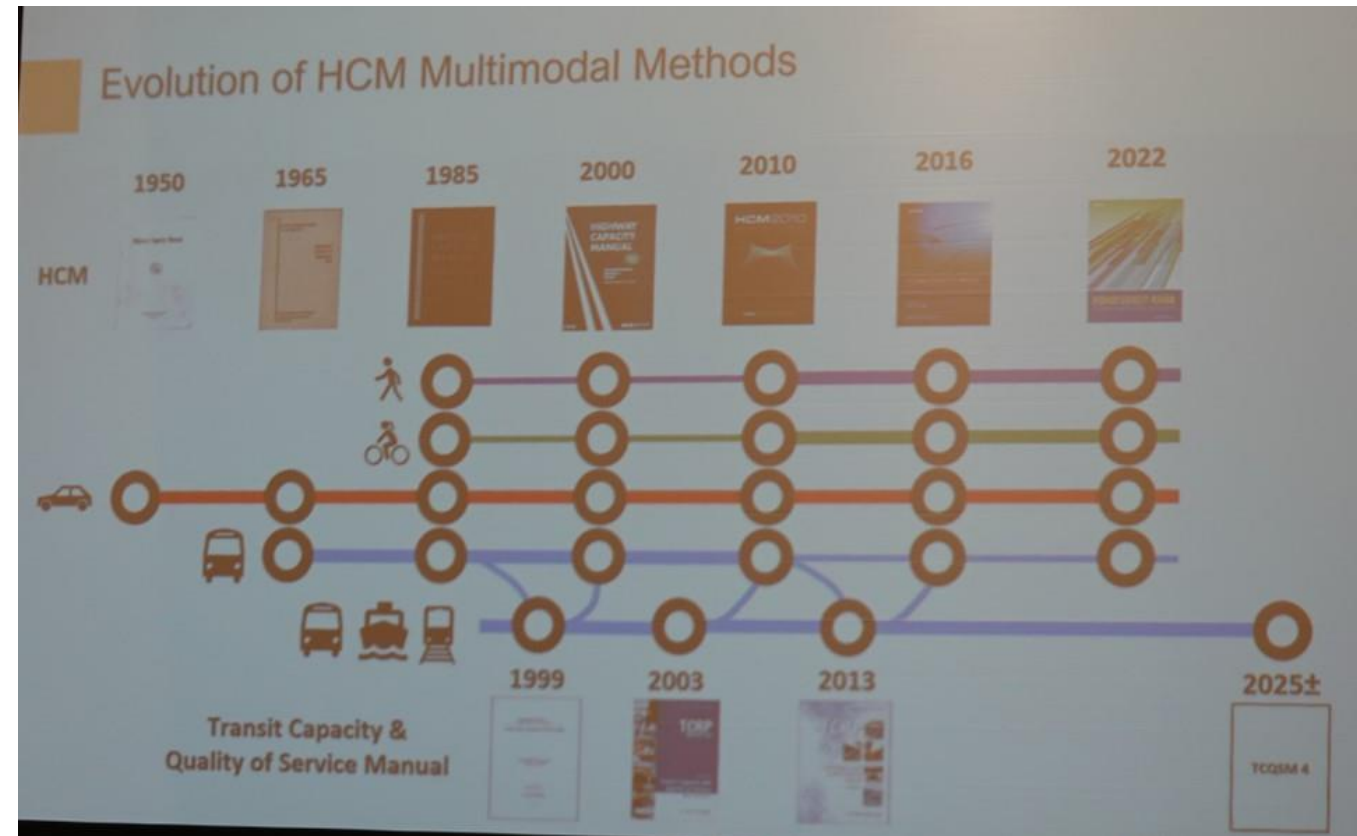 Evolution of HCM Multimodal Methods
1950
1965
1985
2000
2010
2016
2022
HCM
HIGHWAY
CAPACITY
MANUAL
HCM2010
1999
2003
2013
2025±
Transit Capacity &
Quality of Service Manual
TCRP
TCQSM 4